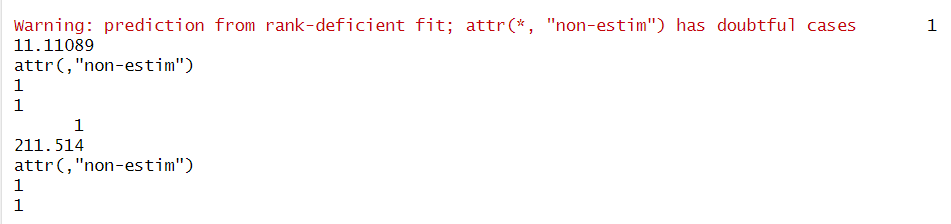 Warning: prediction from rank-deficient fit; attr(*, "non-estim") has doubtful cases       1
11.11089
attr(,"non-estim")
1
1
      1
211.514
attr(,"non-estim")
1
1